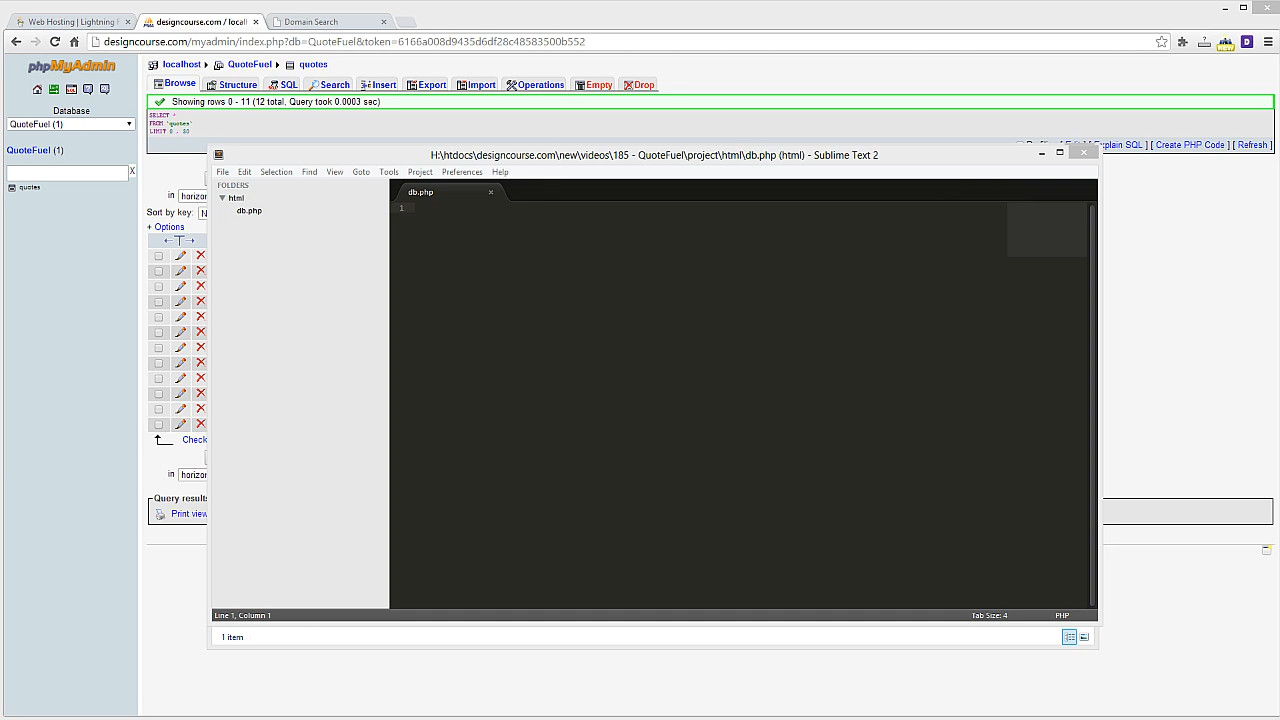 Web Hosting | Lightning F
designcourse.com / locall
Domain Search
designcourse.com/myadmin/index.php?db=QuoteFuel&token=6166a008d9435d6df28c48583500b552
phpMyAdmin
localhost
QuoteFuel
quotes
Browse
Structure
SQL
Search
Insert
Export
Import
Operations
Empty
Drop
Database
QuoteFuel (1)
QuoteFuel (1)
X
quotes
Showing rows 0 - 11 (12 total, Query took 0.0003 sec)
SELECT *
FROM `quotes`
LIMIT 0 , 30
xplain SQL ] [ Create PHP Code ] [ Refresh ]
in
horizor
Sort by key:
N
+ Options
Check
in
horizor
Query results
Print view
H:\htdocs\designcourse.com\new\videos\185 - QuoteFuel\project\html\db.php (html) - Sublime Text 2
File Edit Selection Find View Goto Tools Project Preferences Help
FOLDERS
html
db.php
db.php
1
Line 1, Column 1
Tab Size: 4
PHP
1 item